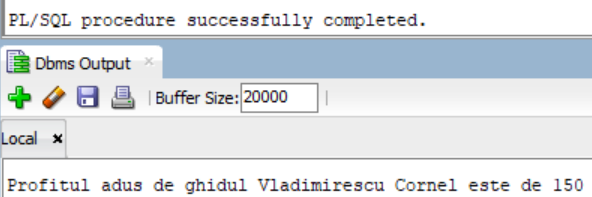 PL/SQL procedure successfully completed.
Dbms Output ×
Buffer Size: 20000
Local ×
Profitul adus de ghidul Vladimirescu Cornel este de 150